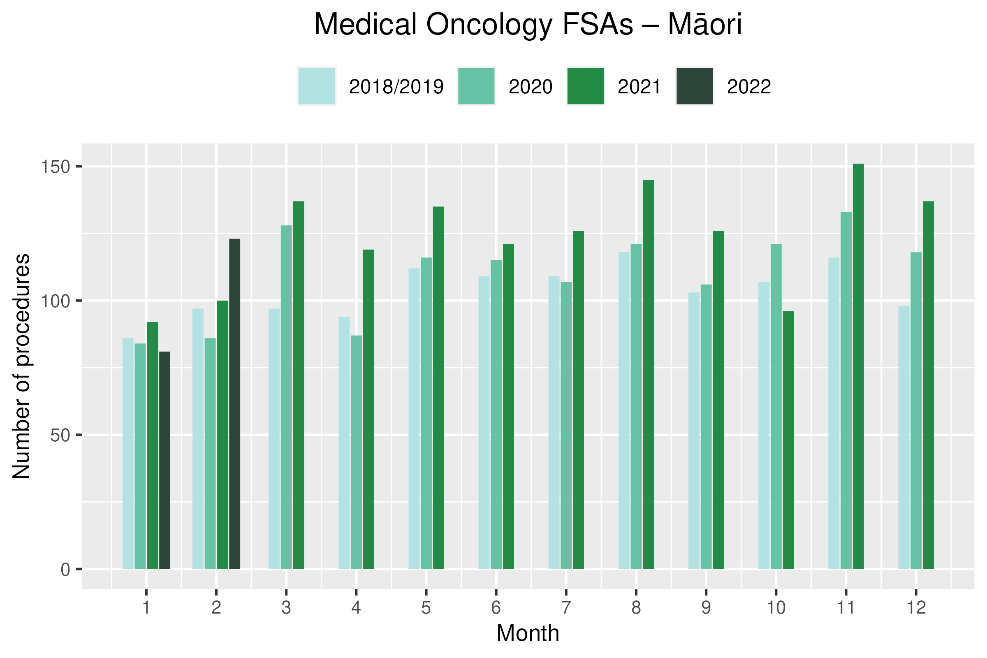 Medical Oncology FSAs – Māori
2018/2019 2020 2021 2022
Number of procedures
150
100
50
0
1 2 3 4 5 6 7 8 9 10 11 12
Month